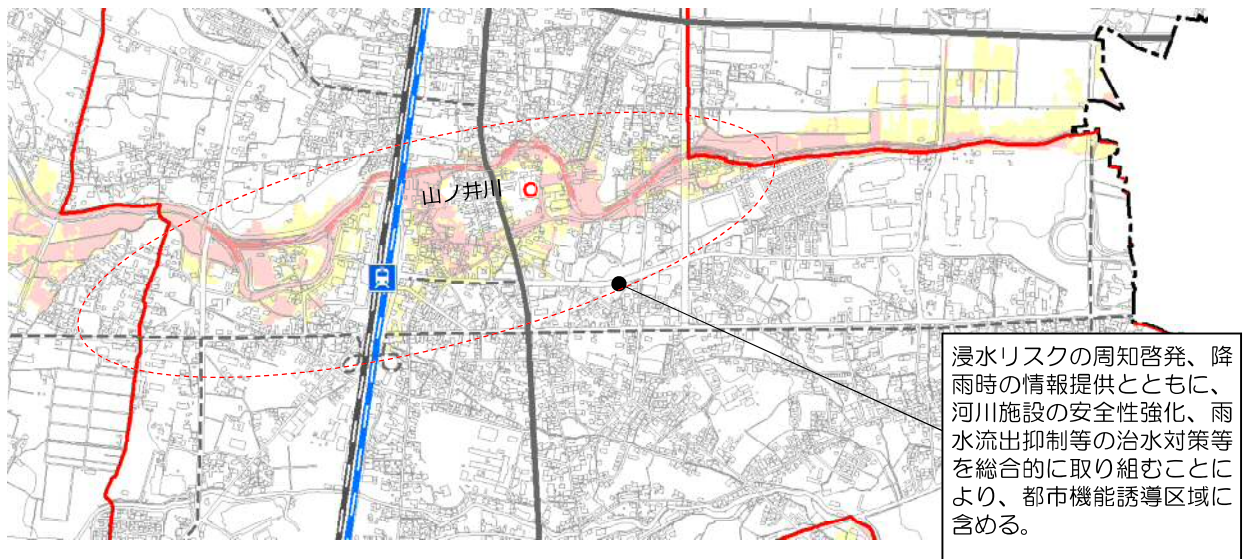 山ノ井川
浸水リスクの周知啓発、降
雨時の情報提供とともに、
河川施設の安全性強化、雨
水流出抑制等の治水対策等
を総合的に取り組むことに
より、都市機能誘導区域に
含める。